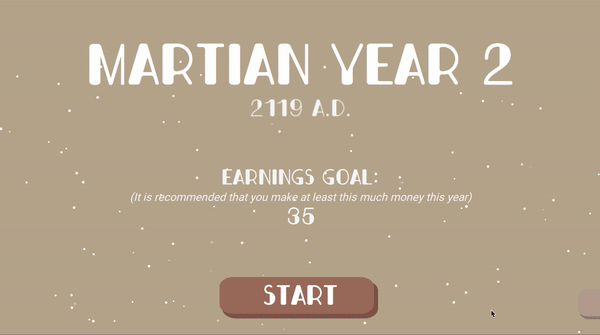 MARTIAN YEAR 2
2119 A.D.
EARNINGS GOAL:
(It is recommended that you make at least this much money this year)
35
START